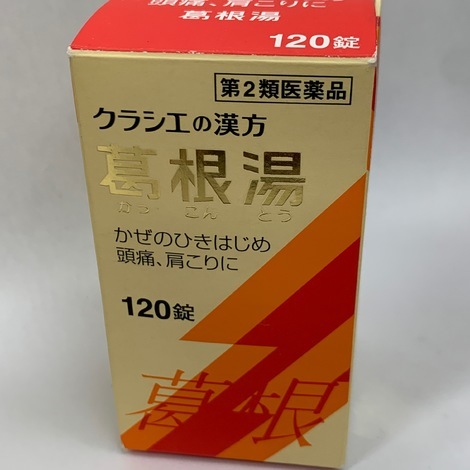 頭痛、肩こりに
葛根湯
120錠
第2類医薬品
クラシエの漢方
葛根湯
かっ こん とう
かぜのひきはじめ
頭痛、肩こりに
120錠
葛根